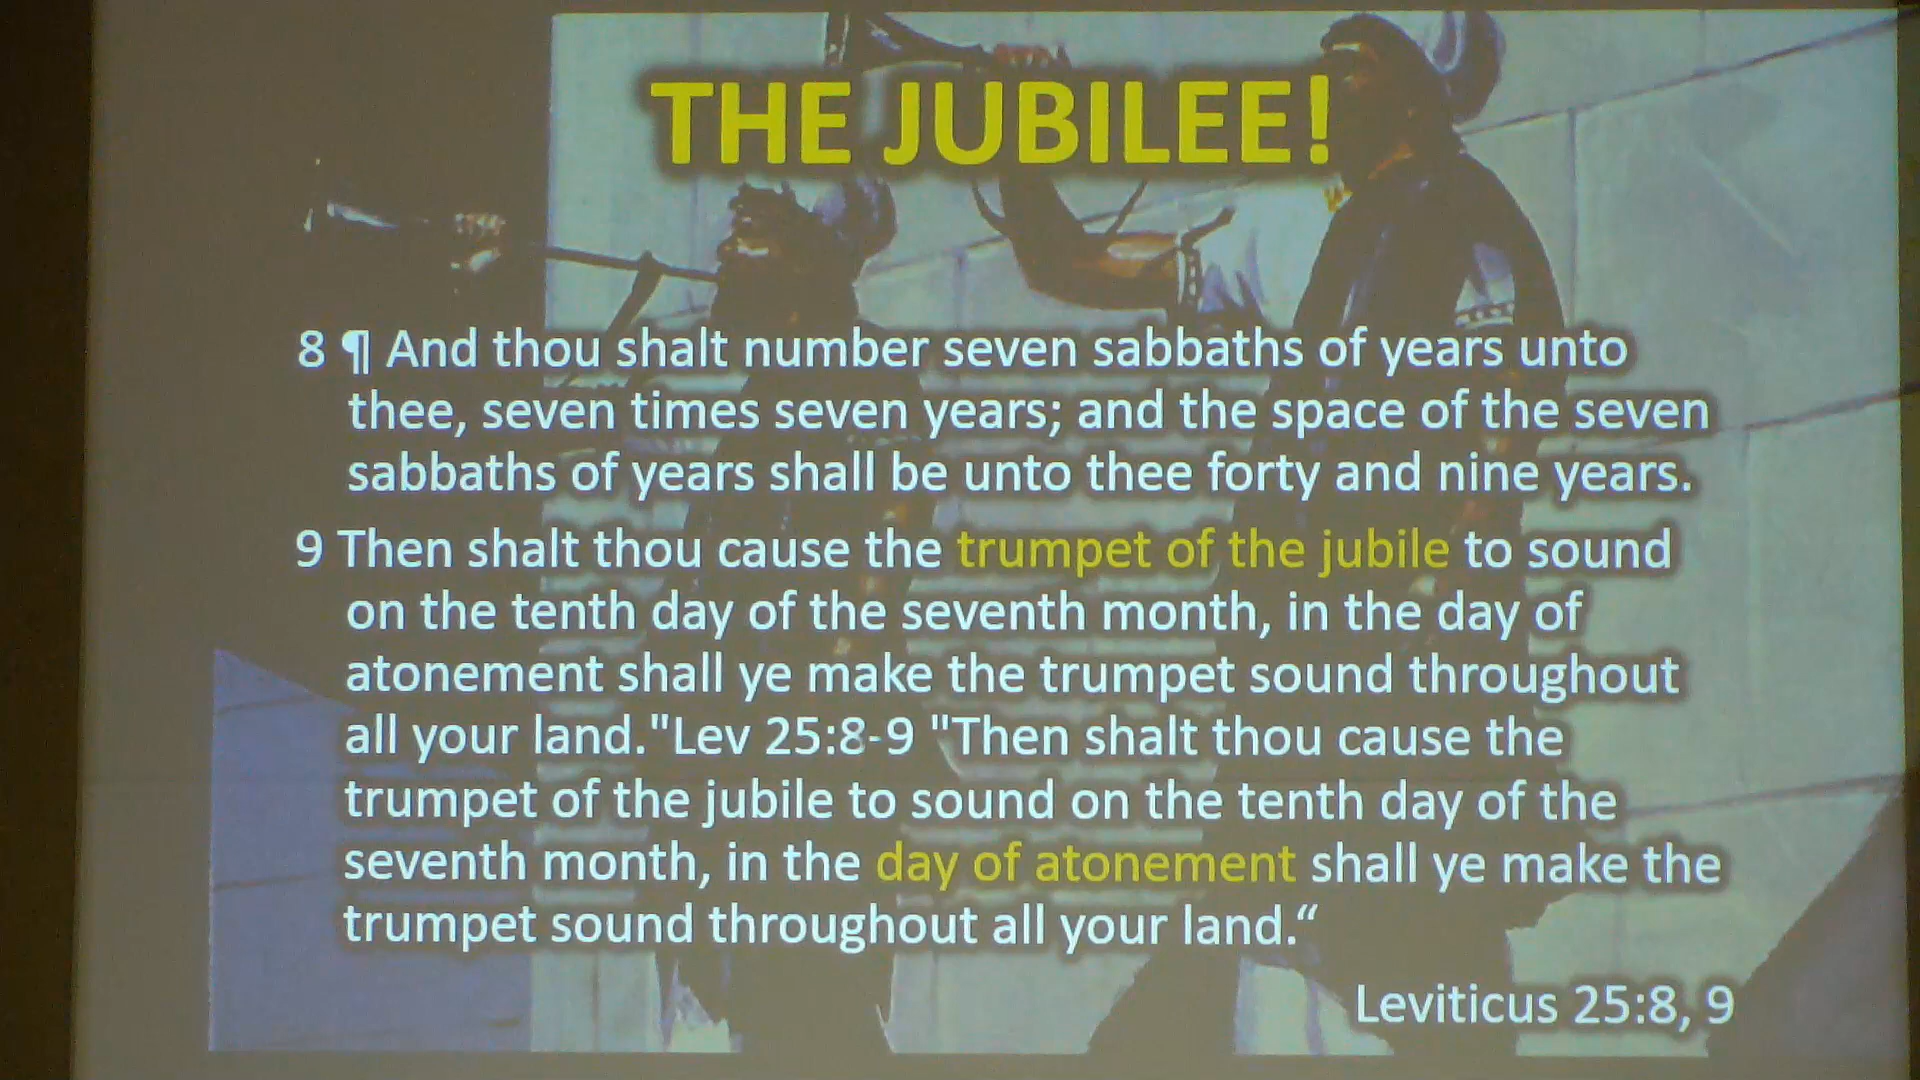 THE JUBILEE!
8 ¶ And thou shalt number seven sabbaths of years unto
thee, seven times seven years; and the space of the seven
sabbaths of years shall be unto thee forty and nine years.
9 Then shalt thou cause the trumpet of the jubile to sound
on the tenth day of the seventh month, in the day of
atonement shall ye make the trumpet sound throughout
all your land."Lev 25:8-9 "Then shalt thou cause the
trumpet of the jubile to sound on the tenth day of the
seventh month, in the day of atonement shall ye make the
trumpet sound throughout all your land.“
Leviticus 25:8, 9